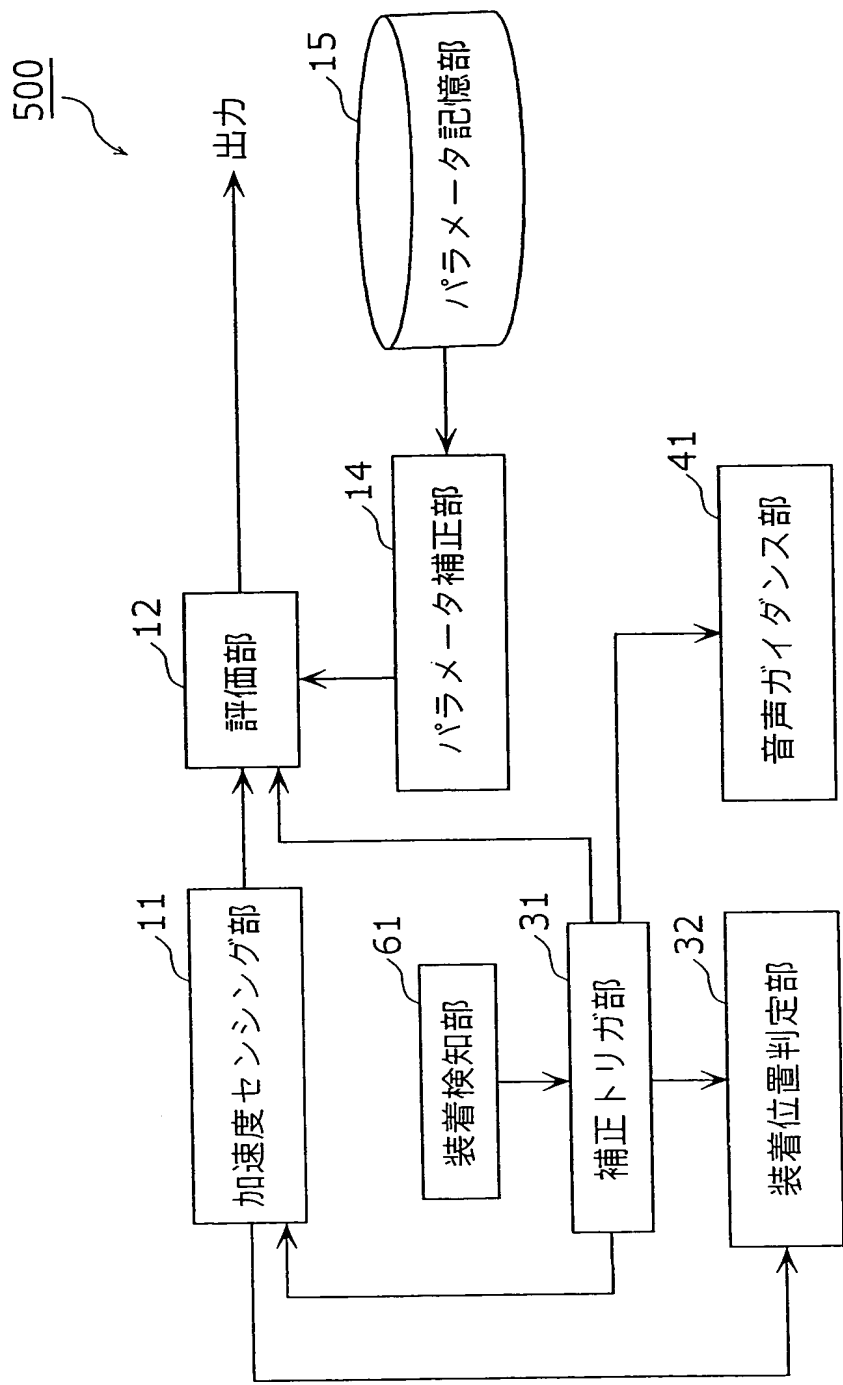 500
11
加速度センシング部
12
評価部
出力
61
装着検知部
14
パラメータ補正部
15
パラメータ記憶部
31
補正トリガ部
32
装着位置判定部
41
音声ガイダンス部